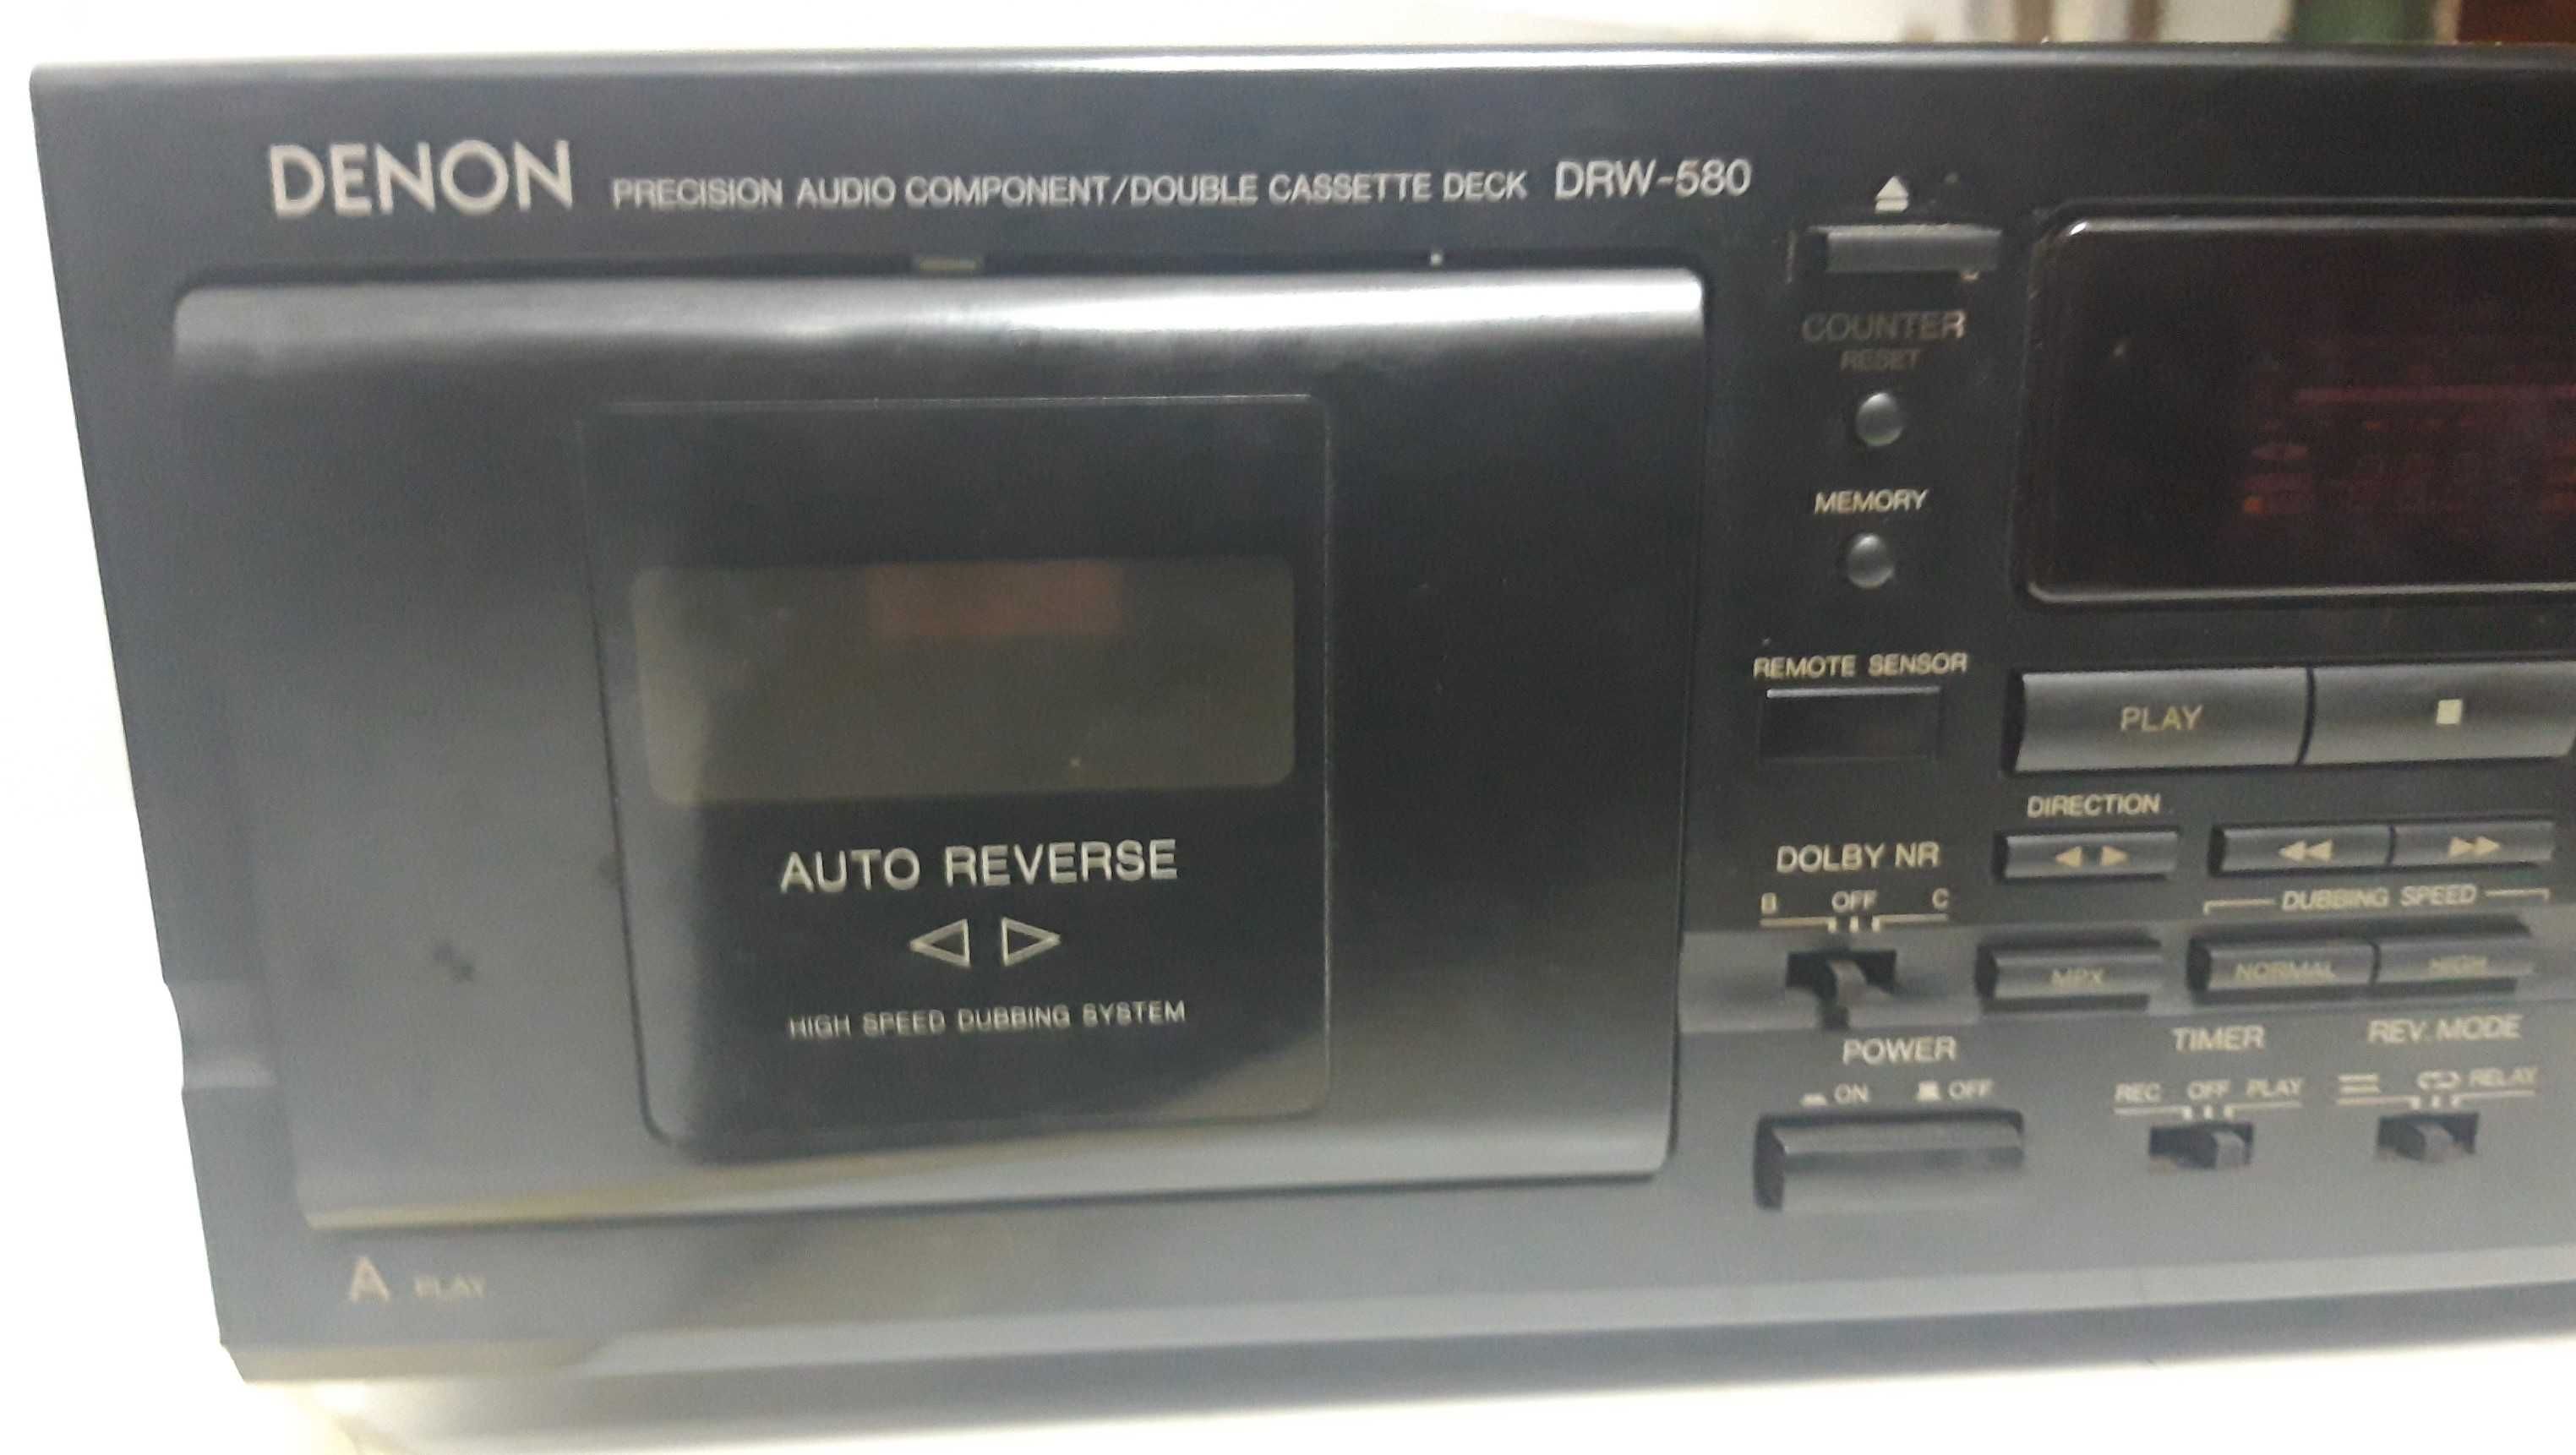 DENON PRECISION AUDIO COMPONENT/DOUBLE CASSETTE DECK DRW-580
COUNTER
RESET
MEMORY
REMOTE SENSOR
PLAY
DIRECTION
DOLBY NR
B OFF C
DUBBING SPEED
MPX NORMAL HIGH
AUTO REVERSE
HIGH SPEED DUBBING SYSTEM
POWER
ON OFF
TIMER
REC OFF PLAY
REV. MODE
RELAY
A PLAY